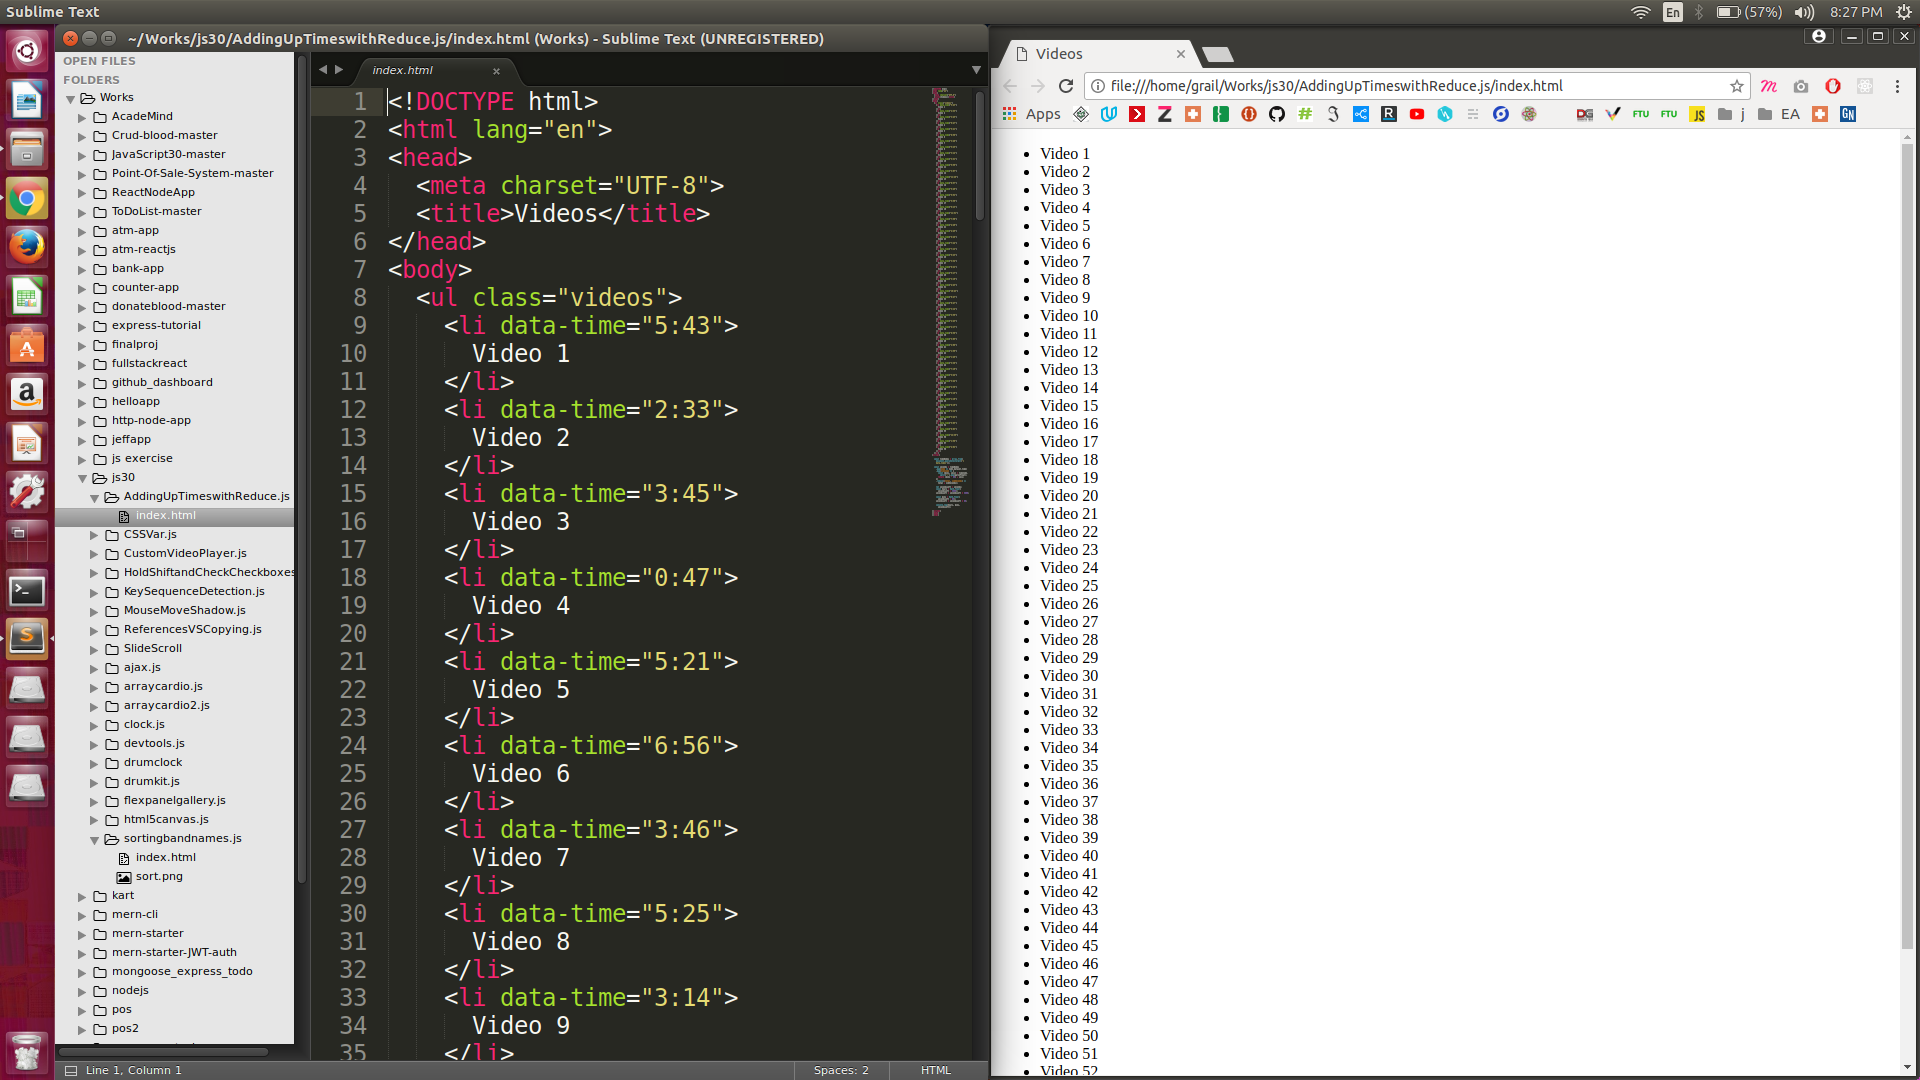 Sublime Text
En
(57%)
8:27 PM
~/Works/js30/AddingUpTimeswithReduce.js/index.html (Works) - Sublime Text (UNREGISTERED)
OPEN FILES
FOLDERS
Works
AcadeMind
Crud-blood-master
JavaScript30-master
Point-Of-Sale-System-master
ReactNodeApp
ToDoList-master
atm-app
atm-reactjs
bank-app
counter-app
donateblood-master
express-tutorial
finalproj
fullstackreact
github_dashboard
helloapp
http-node-app
jeffapp
js exercise
js30
AddingUpTimeswithReduce.js
index.html
CSSVar.js
CustomVideoPlayer.js
HoldShiftandCheckCheckboxes
KeySequenceDetection.js
MouseMoveShadow.js
ReferencesVSCopying.js
SlideScroll
ajax.js
arraycardio.js
arraycardio2.js
clock.js
devtools.js
drumclock
drumkit.js
flexpanelgallery.js
html5canvas.js
sortingbandnames.js
index.html
sort.png
kart
mern-cli
mern-starter
mern-starter-JWT-auth
mongoose_express_todo
nodejs
pos
pos2
index.html
1 <!DOCTYPE html>
2 <html lang="en">
3 <head>
4 <meta charset="UTF-8">
5 <title>Videos</title>
6 </head>
7 <body>
8 <ul class="videos">
9 <li data-time="5:43">
10 Video 1
11 </li>
12 <li data-time="2:33">
13 Video 2
14 </li>
15 <li data-time="3:45">
16 Video 3
17 </li>
18 <li data-time="0:47">
19 Video 4
20 </li>
21 <li data-time="5:21">
22 Video 5
23 </li>
24 <li data-time="6:56">
25 Video 6
26 </li>
27 <li data-time="3:46">
28 Video 7
29 </li>
30 <li data-time="5:25">
31 Video 8
32 </li>
33 <li data-time="3:14">
34 Video 9
35 </li>
Line 1, Column 1
Spaces: 2
HTML
Videos
file:///home/grail/Works/js30/AddingUpTimeswithReduce.js/index.html
Apps
DG
FTU
FTU
JS
j
EA
GN
Video 1
Video 2
Video 3
Video 4
Video 5
Video 6
Video 7
Video 8
Video 9
Video 10
Video 11
Video 12
Video 13
Video 14
Video 15
Video 16
Video 17
Video 18
Video 19
Video 20
Video 21
Video 22
Video 23
Video 24
Video 25
Video 26
Video 27
Video 28
Video 29
Video 30
Video 31
Video 32
Video 33
Video 34
Video 35
Video 36
Video 37
Video 38
Video 39
Video 40
Video 41
Video 42
Video 43
Video 44
Video 45
Video 46
Video 47
Video 48
Video 49
Video 50
Video 51
Video 52